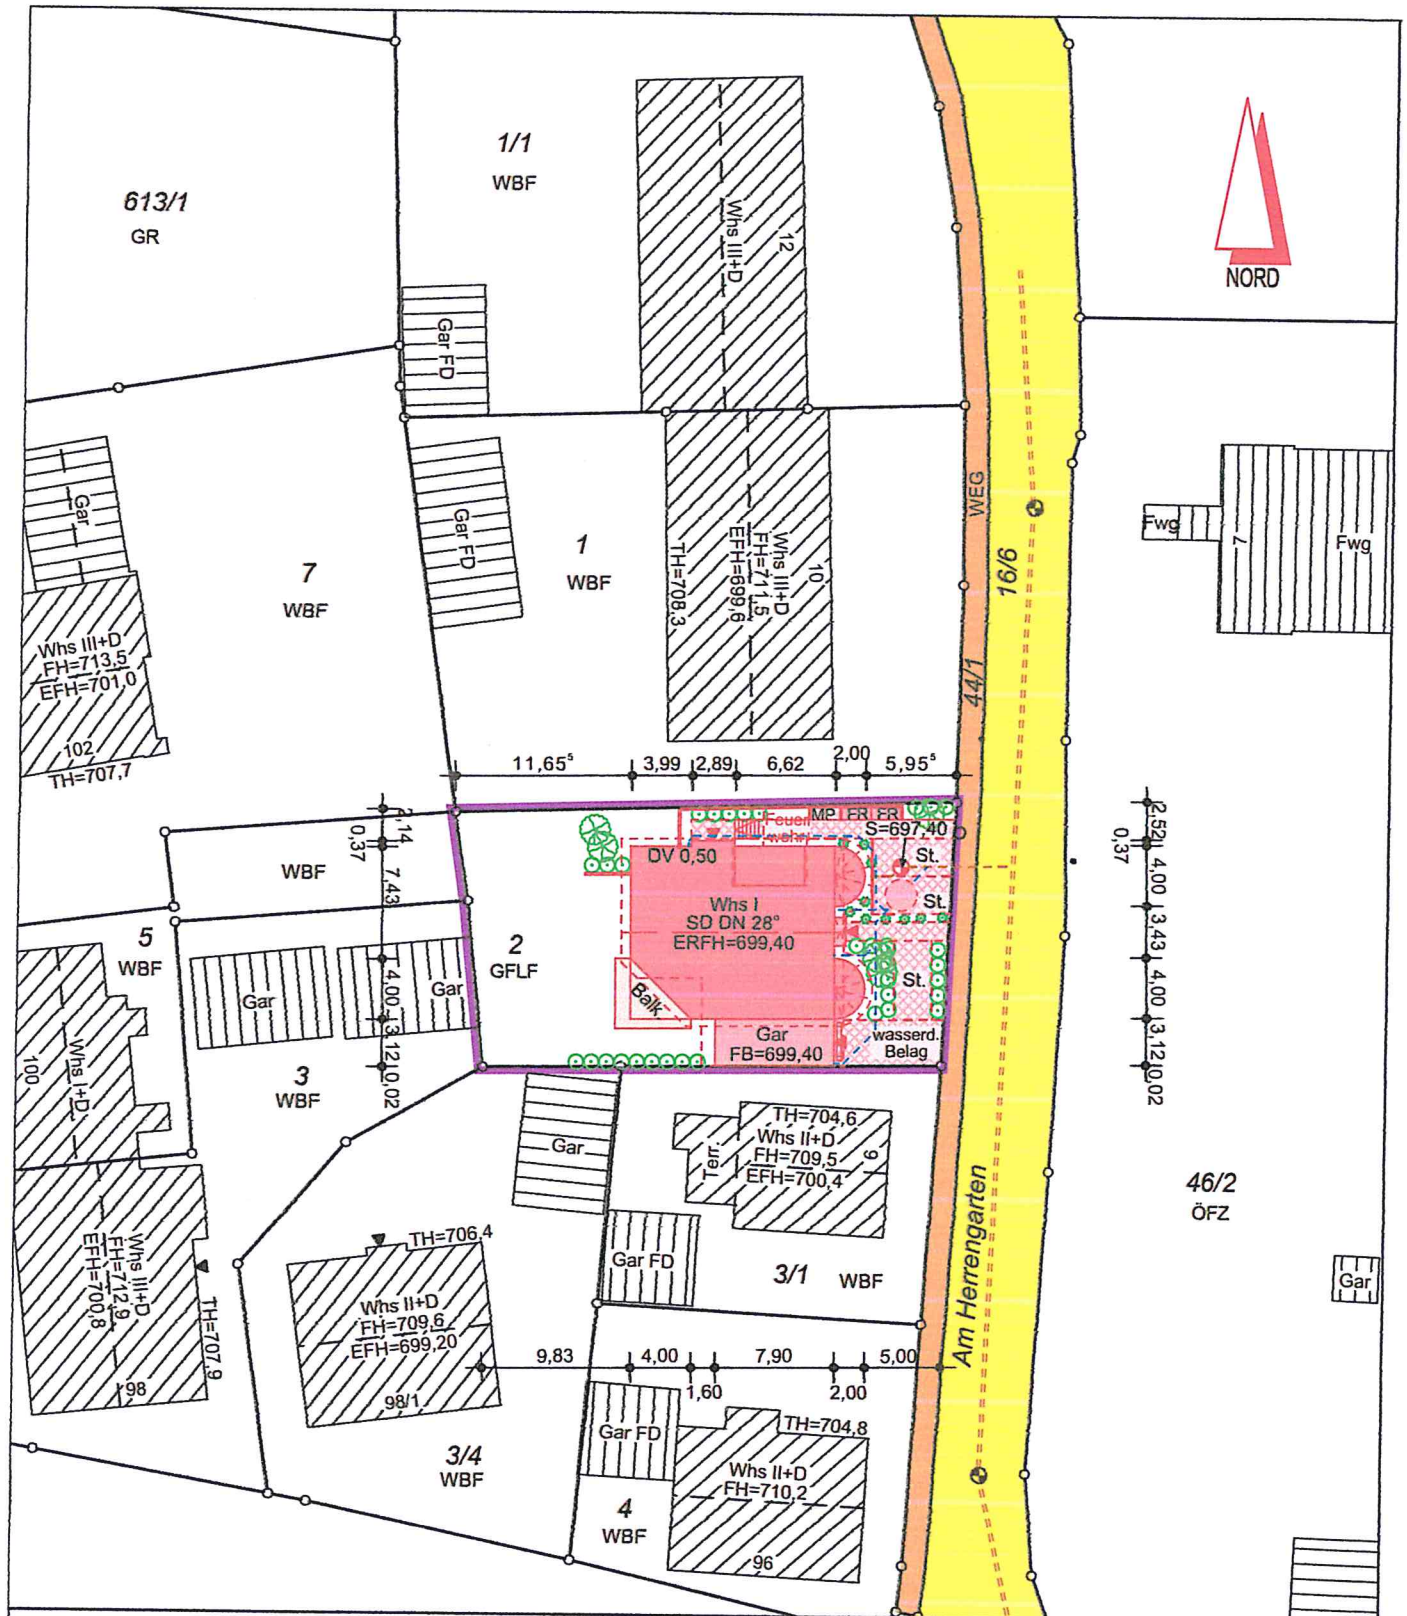 613/1
GR
1/1
WBF
Whs III+D
12
NORD
Gar FD
Gar FD
Gar
7
WBF
1
WBF
Whs III+D
FH=711,5
EFH=699,6
TH=708,3
10
WEG
16/6
44/1
Fwg
7
Fwg
Whs III+D
FH=713,5
EFH=701,0
102
TH=707,7
11,65⁵
3,99
2,89
6,62
2,00
5,95⁵
2,14
0,37
7,43
4,00
3,12
0,02
2,52
0,37
4,00
3,43
4,00
3,12
0,02
MP
FR
FR
Feuer
wehr
S=697,40
DV 0,50
St.
St.
St.
Whs I
SD DN 28°
ERFH=699,40
WBF
2
GFLF
Balk
Gar
FB=699,40
wasserd.
Belag
5
WBF
Gar
Gar
Whs I+D
100
3
WBF
Gar
Terr.
TH=704,6
Whs II+D
FH=709,5
EFH=700,4
Gar FD
3/1
WBF
Am Herrengarten
46/2
ÖFZ
Gar
Whs III+D
FH=712,9
EFH=700,8
TH=707,9
98
TH=706,4
Whs II+D
FH=709,6
EFH=699,20
98/1
9,83
4,00
1,60
7,90
2,00
5,00
Gar FD
TH=704,8
Whs II+D
FH=710,2
96
3/4
WBF
4
WBF